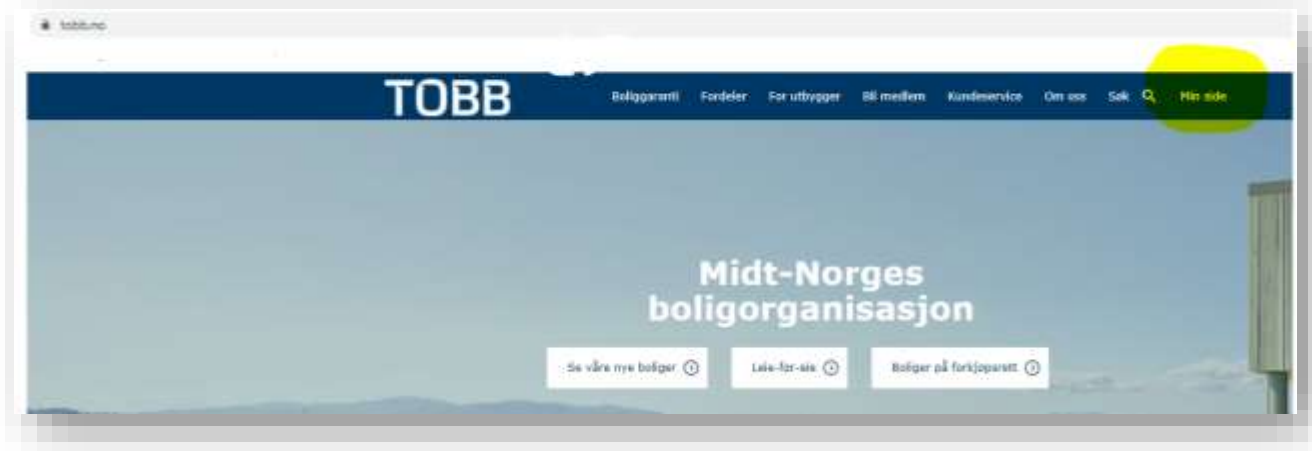 tobb.no
TOBB Boliggaranti Fordeler For utbygger Bli medlem Kundeservice Om oss Søk Min side
Midt-Norges
boligorganisasjon
Se våre nye boliger Leie-før-eie Boliger på forkjøpsrett